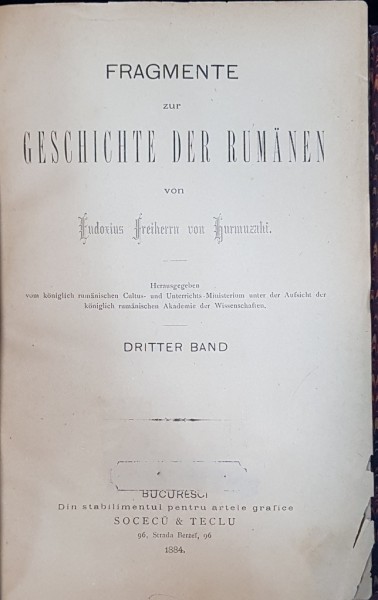 FRAGMENTE
zur
GESCHICHTE DER RUMÄNEN
von
Eudoxius Freiherrn von Hurmuzaki.
Herausgegeben
vom königlich rumänischen Cultus- und Unterrichts-Ministerium unter der Aufsicht der
königlich rumänischen Akademie der Wissenschaften.
DRITTER BAND
BUCURESCI
Din stabilimentul pentru artele grafice
SOCECŬ & TECLU
96, Strada Berzeĭ, 96
1884.